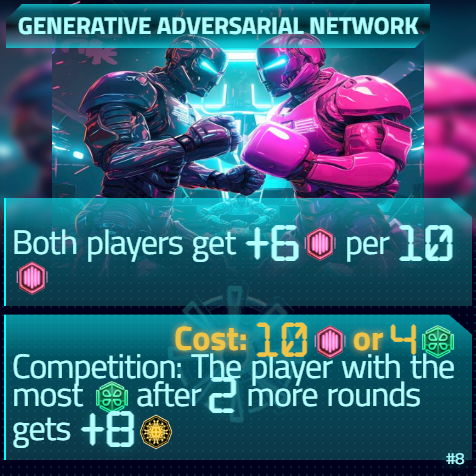 GENERATIVE ADVERSARIAL NETWORK
Both players get +6 per 10
Cost: 10 or 4
Competition: The player with the
most after 2 more rounds
gets +8
#8